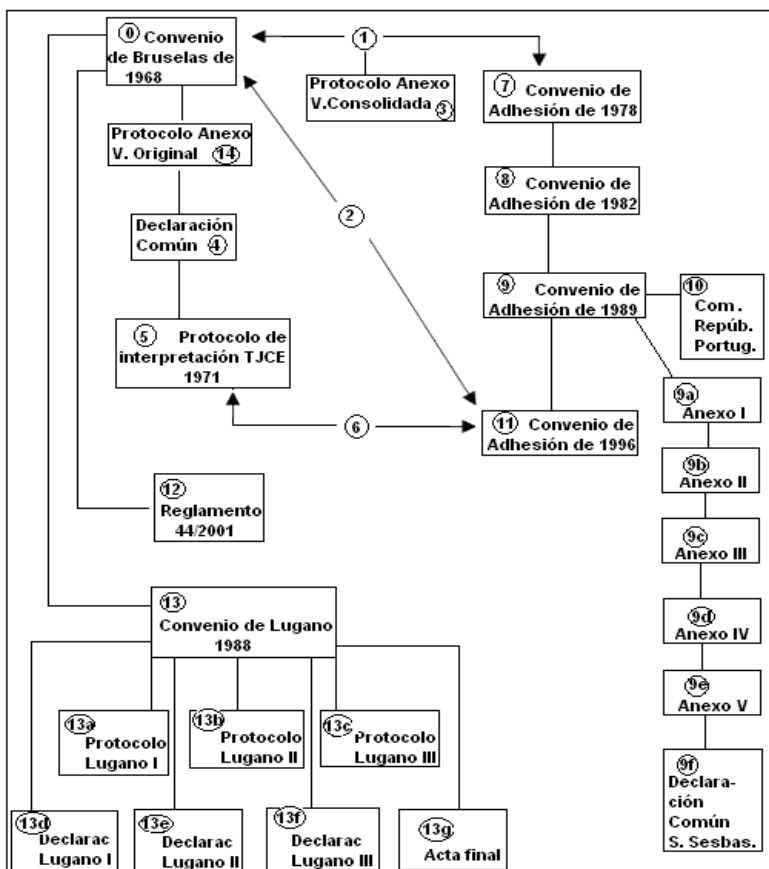 0 Convenio
de Bruselas de
1968
1
Protocolo Anexo
V.Consolidada 3
7 Convenio de
Adhesión de 1978
Protocolo Anexo
V. Original 14
8 Convenio de
Adhesión de 1982
Declaración
Común 4
2
9 Convenio de
Adhesión de 1989
10
Com.
Repúb.
Portug.
5 Protocolo de
interpretación TJCE
1971
6
11 Convenio de
Adhesión de 1996
9a
Anexo I
9b
Anexo II
9c
Anexo III
9d
Anexo IV
9e
Anexo V
9f
Declara-
ción
Común
S. Sesbas.
12
Reglamento
44/2001
13
Convenio de Lugano
1988
13a
Protocolo
Lugano I
13b
Protocolo
Lugano II
13c
Protocolo
Lugano III
13d
Declarac
Lugano I
13e
Declarac
Lugano II
13f
Declarac
Lugano III
13g
Acta final